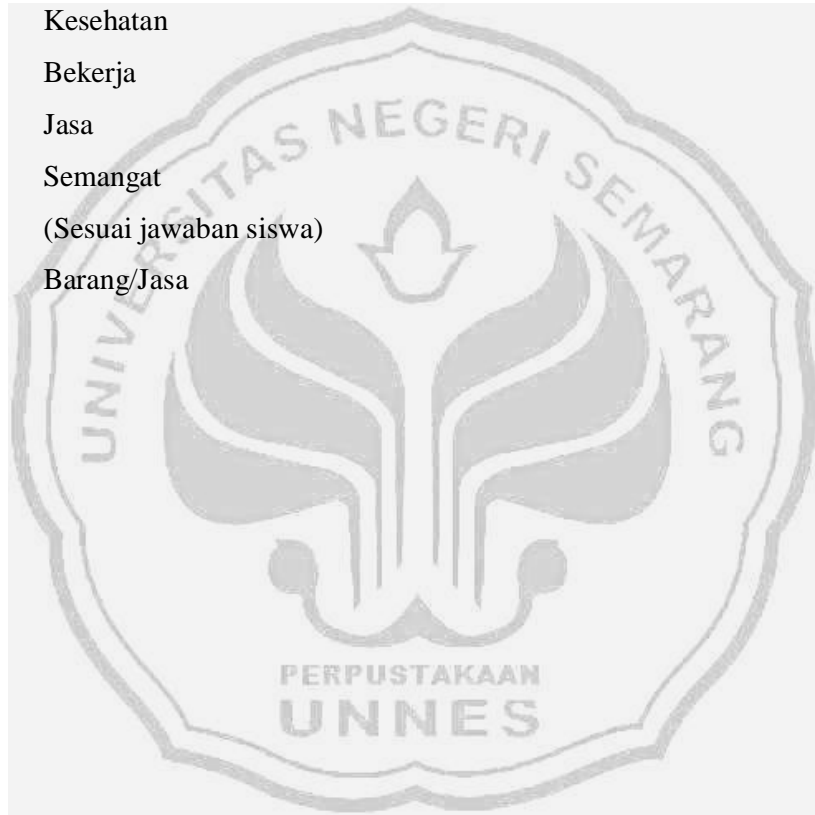 Kesehatan
Bekerja
Jasa
Semangat
(Sesuai jawaban siswa)
Barang/Jasa
UNIVERSITAS NEGERI SEMARANG
PERPUSTAKAAN
UNNES